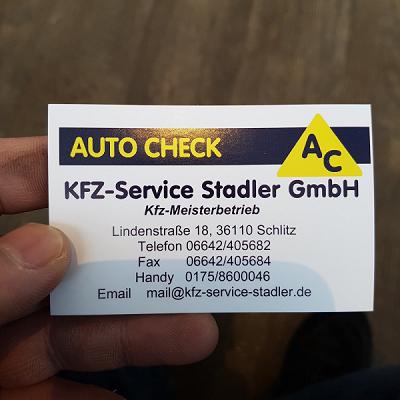 AUTO CHECK
AC
KFZ-Service Stadler GmbH
Kfz-Meisterbetrieb
Lindenstraße 18, 36110 Schlitz
Telefon 06642/405682
Fax 06642/405684
Handy 0175/8600046
Email mail@kfz-service-stadler.de